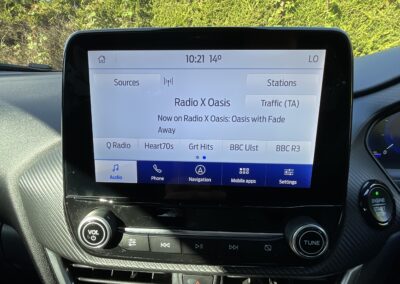 10:21 14º LO
Sources Stations
Radio X Oasis Traffic (TA)
Now on Radio X Oasis: Oasis with Fade
Away
Q Radio Heart70s Grt Hits BBC Ulst BBC R3
Audio Phone Navigation Mobile apps Settings
VOL TUNE